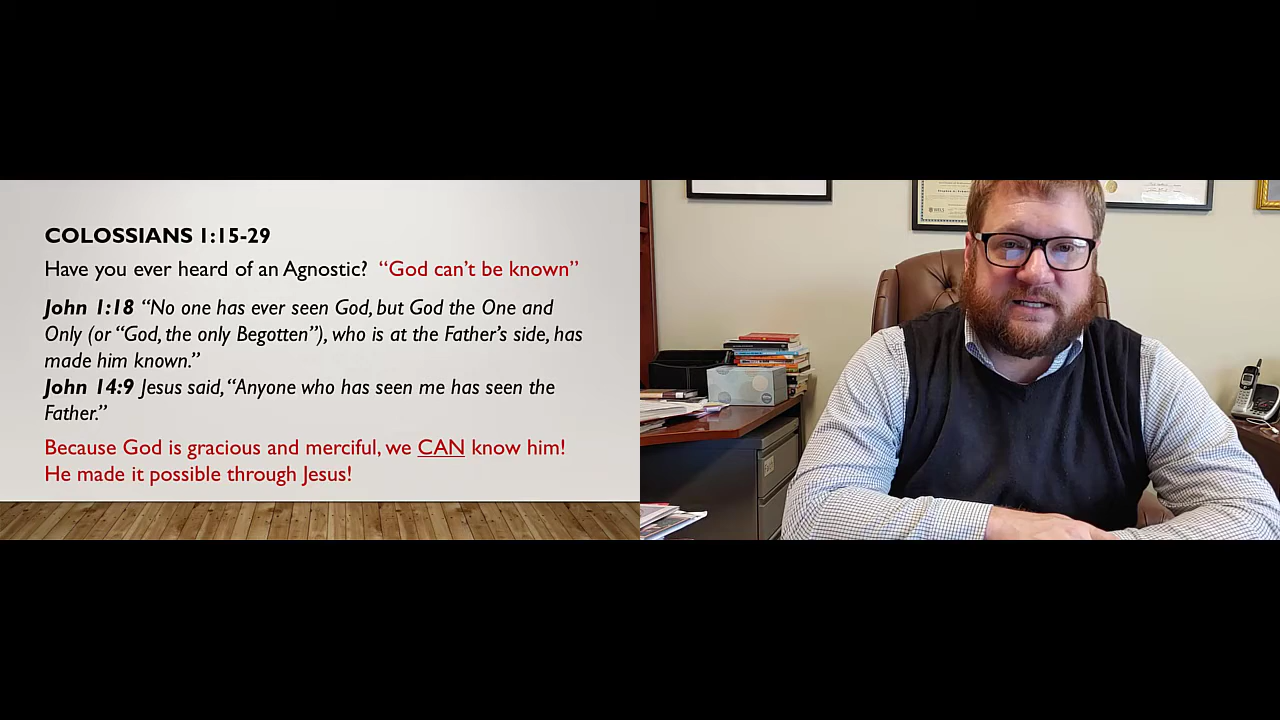 COLOSSIANS 1:15-29
Have you ever heard of an Agnostic? “God can’t be known”
John 1:18 “No one has ever seen God, but God the One and
Only (or “God, the only Begotten”), who is at the Father’s side, has
made him known.”
John 14:9 Jesus said, “Anyone who has seen me has seen the
Father.”
Because God is gracious and merciful, we CAN know him!
He made it possible through Jesus!